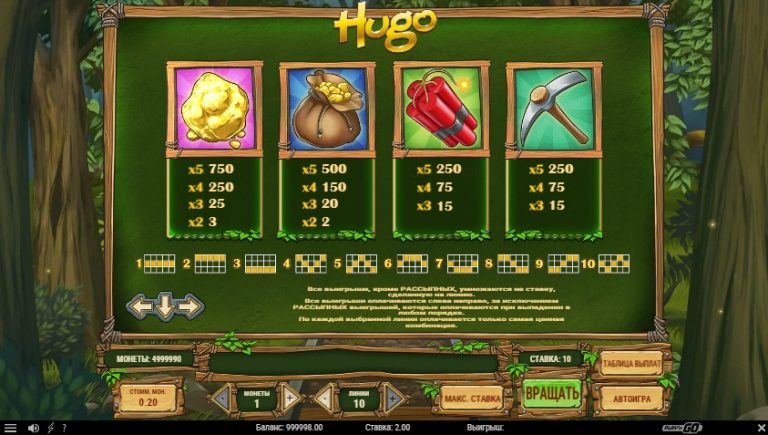 Hugo
x5 750
x4 250
x3 25
x2 3
x5 500
x4 150
x3 20
x2 2
x5 250
x4 75
x3 15
x5 250
x4 75
x3 15
1 2 3 4 5 6 7 8 9 10
Все выигрыши, кроме РАССЫПНЫХ, умножаются на ставку,
сделанную на линию.
Все выигрыши оплачиваются слева направо, за исключением
РАССЫПНЫХ выигрышей, которые оплачиваются при выпадении в
любом порядке.
По каждой выбранной линии оплачивается только самая ценная
комбинация.
МОНЕТЫ: 4999990
СТАВКА: 10
ТАБЛИЦА ВЫПЛАТ
СТОИМ. МОН.
0.20
МОНЕТЫ
1
ЛИНИИ
10
МАКС. СТАВКА
ВРАЩАТЬ
АВТОИГРА
Баланс: 999998.00 Ставка: 2.00 Выигрыш:
PLAY'N GO